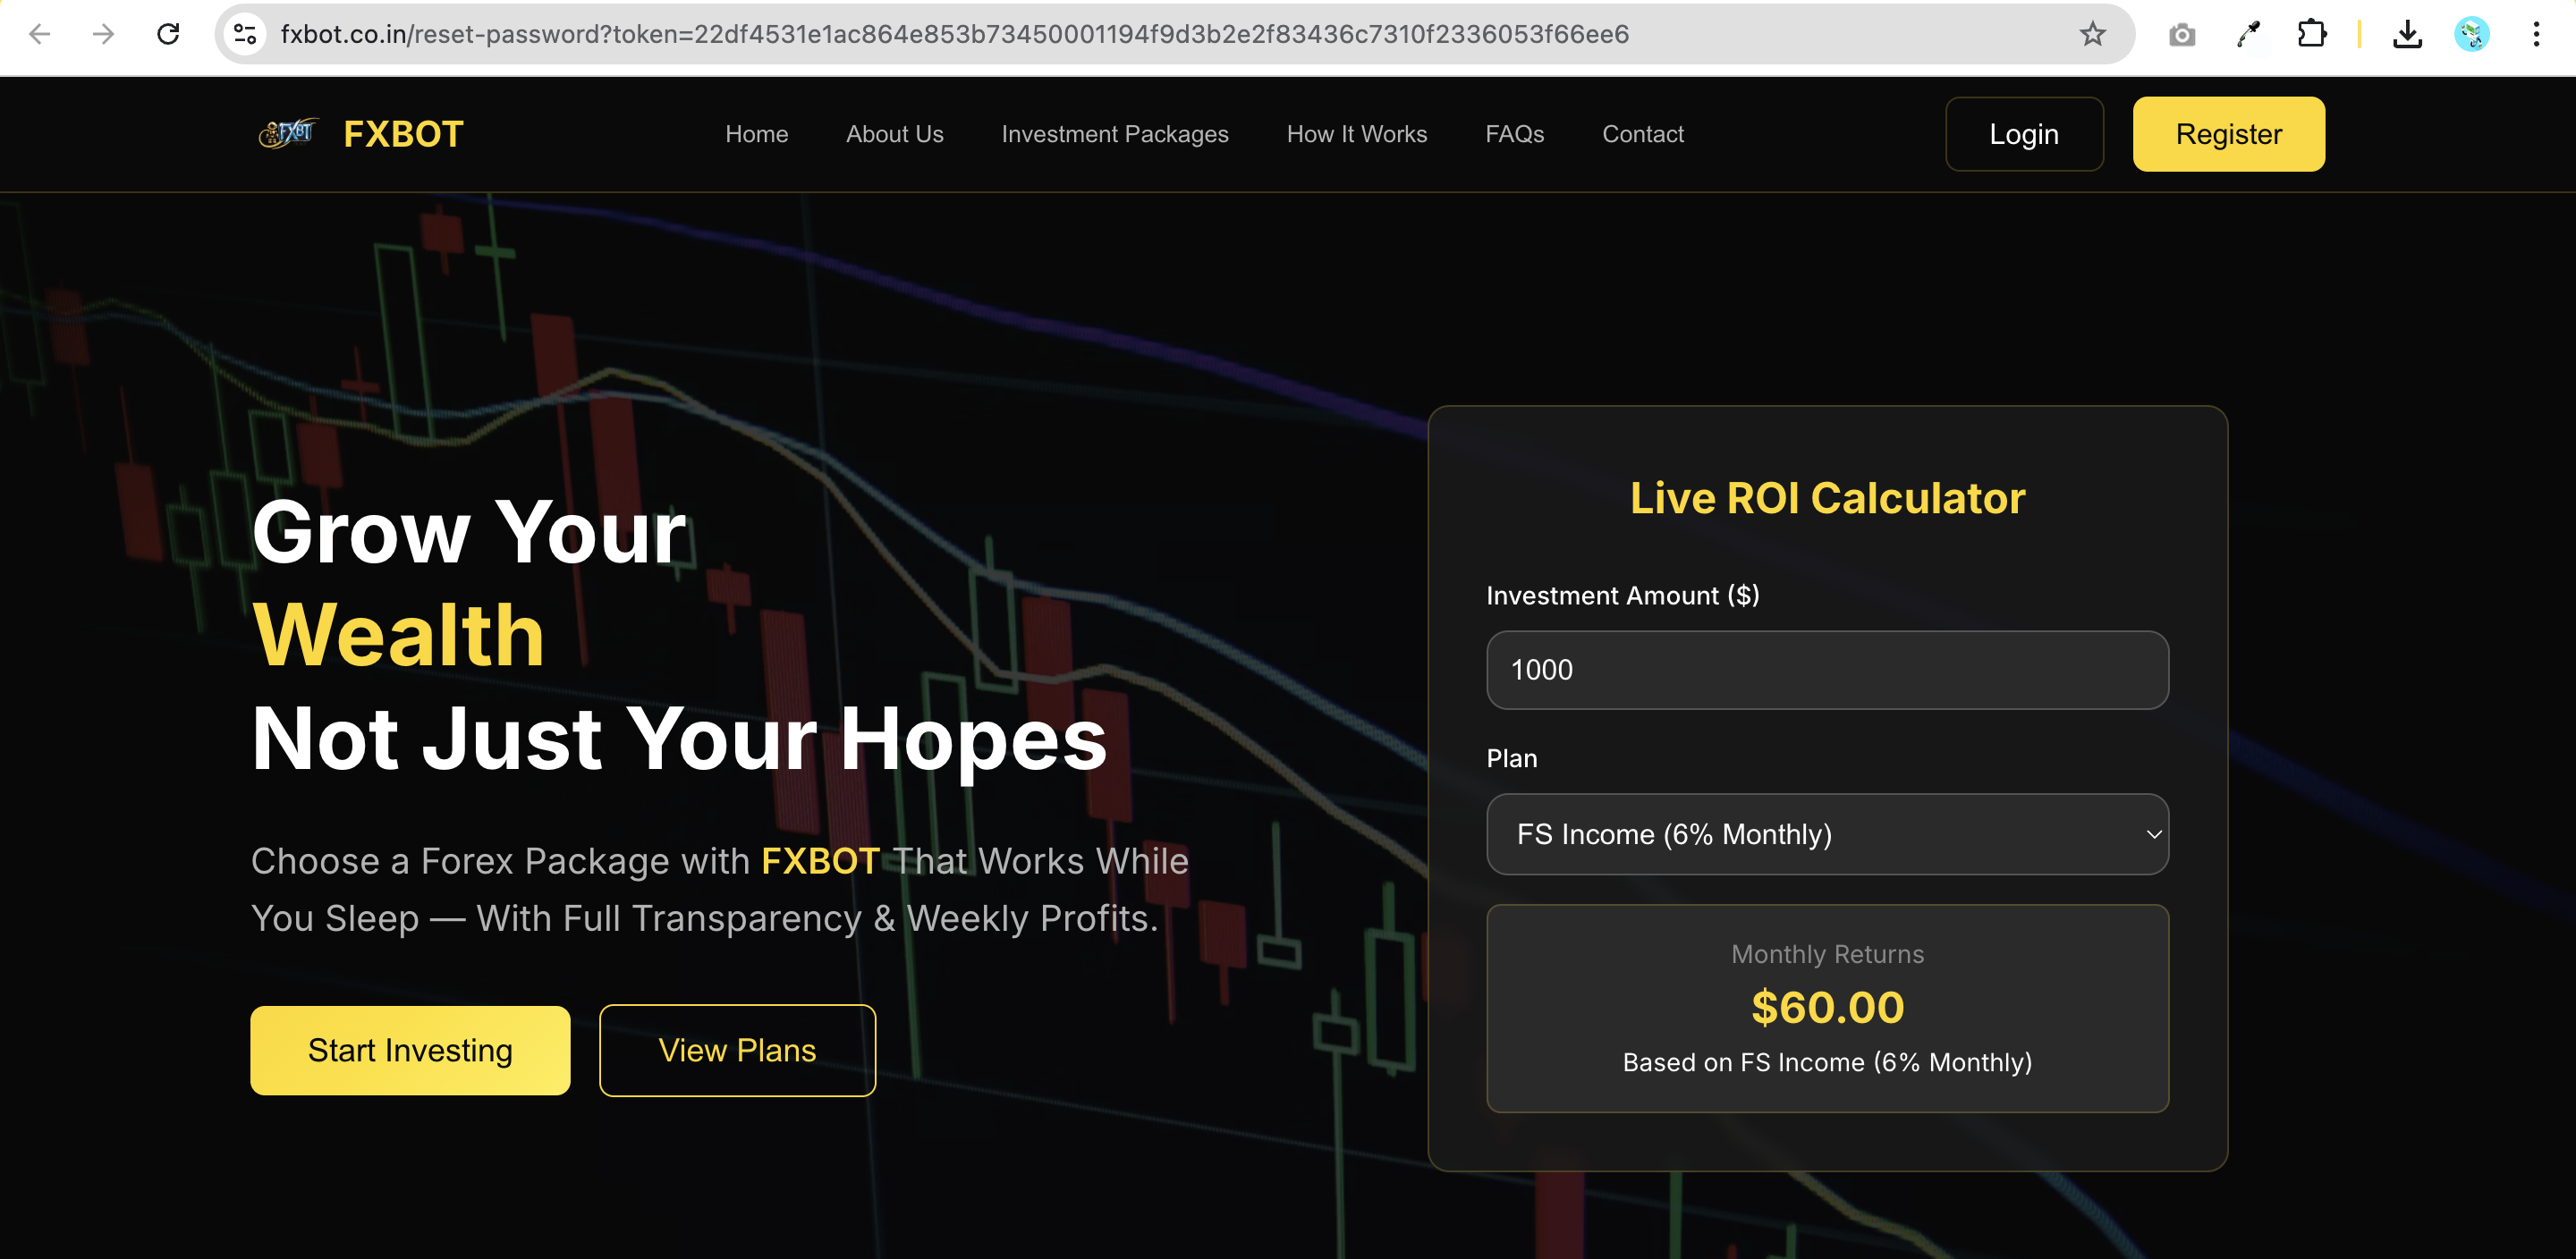 fxbot.co.in/reset-password?token=22df4531e1ac864e853b73450001194f9d3b2e2f83436c7310f2336053f66ee6
FXBOT
FXBOT
Home
About Us
Investment Packages
How It Works
FAQs
Contact
Login
Register
Grow Your
Wealth
Not Just Your Hopes
Choose a Forex Package with FXBOT That Works While
You Sleep — With Full Transparency & Weekly Profits.
Start Investing
View Plans
Live ROI Calculator
Investment Amount ($)
1000
Plan
FS Income (6% Monthly)
Monthly Returns
$60.00
Based on FS Income (6% Monthly)